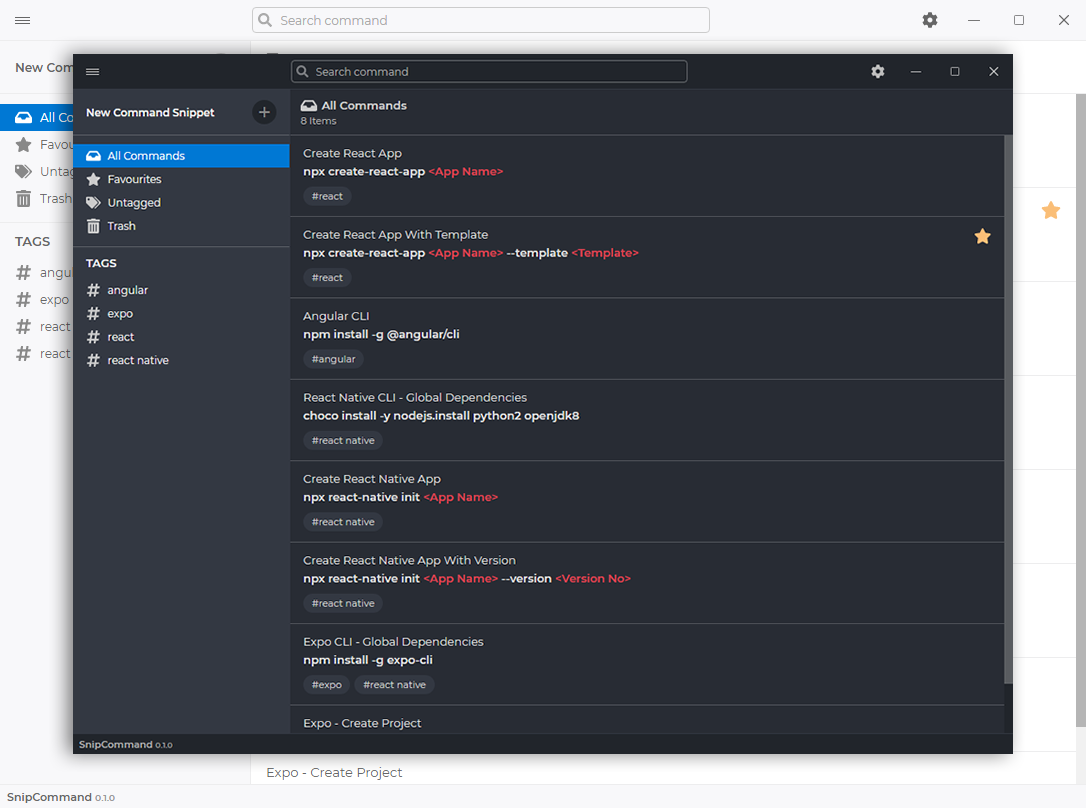 Search command
New Com
All Co
Favou
Untag
Trash
TAGS
angul
expo
react
react
Search command
New Command Snippet
All Commands
Favourites
Untagged
Trash
TAGS
angular
expo
react
react native
All Commands
8 Items
Create React App
npx create-react-app <App Name>
#react
Create React App With Template
npx create-react-app <App Name> --template <Template>
#react
Angular CLI
npm install -g @angular/cli
#angular
React Native CLI - Global Dependencies
choco install -y nodejs.install python2 openjdk8
#react native
Create React Native App
npx react-native init <App Name>
#react native
Create React Native App With Version
npx react-native init <App Name> --version <Version No>
#react native
Expo CLI - Global Dependencies
npm install -g expo-cli
#expo #react native
Expo - Create Project
SnipCommand 0.1.0
Expo - Create Project
SnipCommand 0.1.0